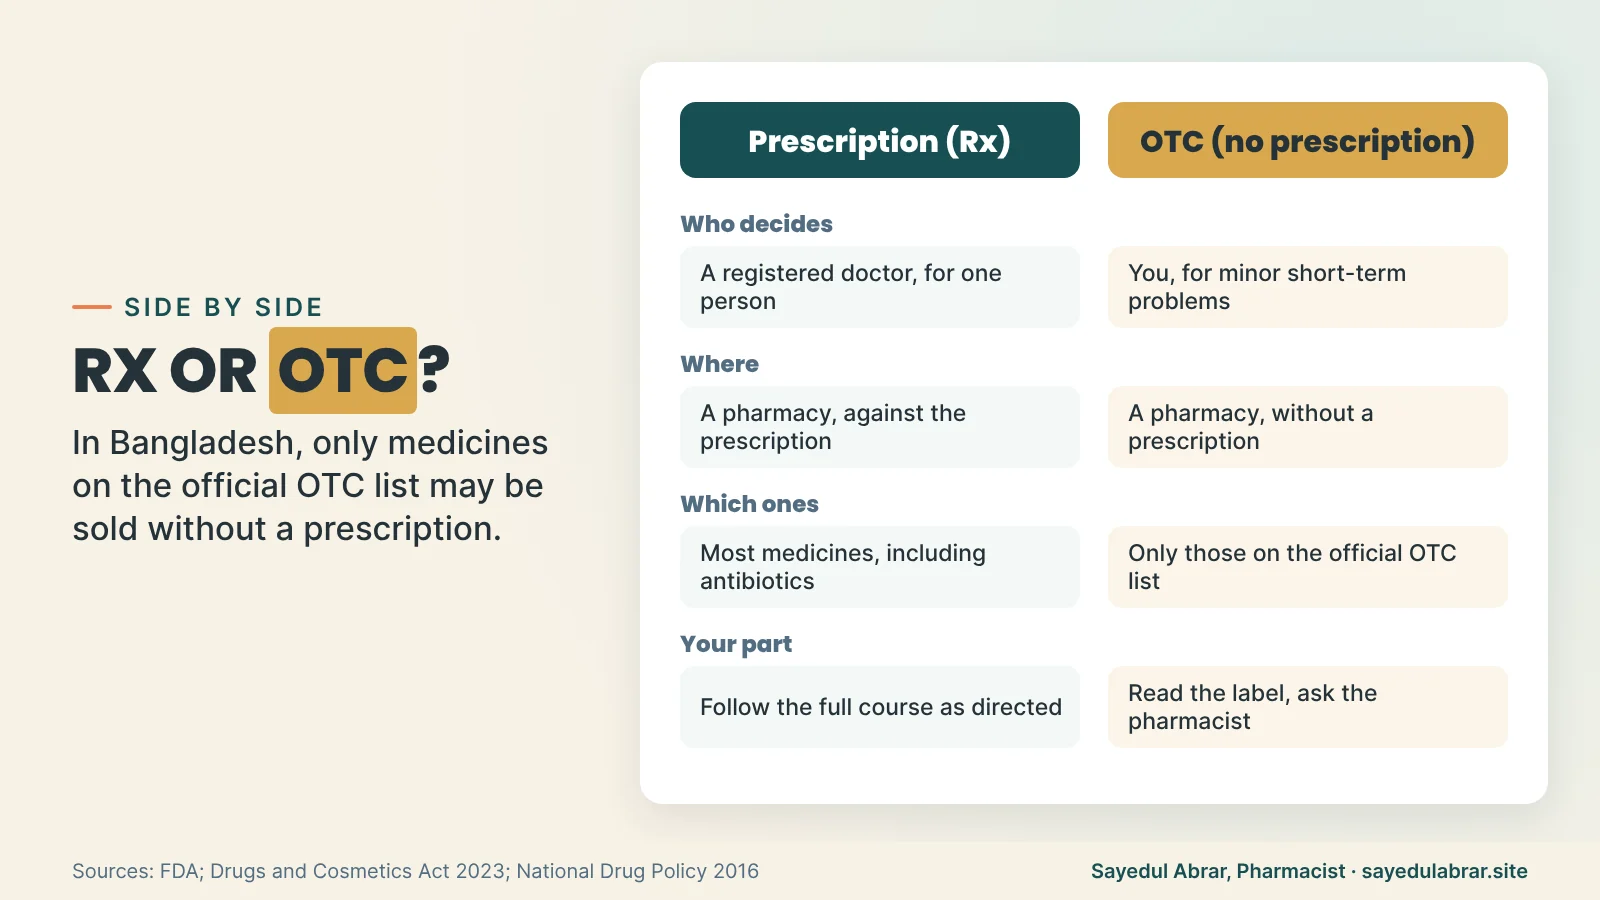 SIDE BY SIDE
RX OR OTC?
In Bangladesh, only medicines
on the official OTC list may be
sold without a prescription.
Prescription (Rx)
OTC (no prescription)
Who decides
A registered doctor, for one
person
You, for minor short-term
problems
Where
A pharmacy, against the
prescription
A pharmacy, without a
prescription
Which ones
Most medicines, including
antibiotics
Only those on the official OTC
list
Your part
Follow the full course as directed
Read the label, ask the
pharmacist
Sources: FDA; Drugs and Cosmetics Act 2023; National Drug Policy 2016
Sayedul Abrar, Pharmacist · sayedulabrar.site